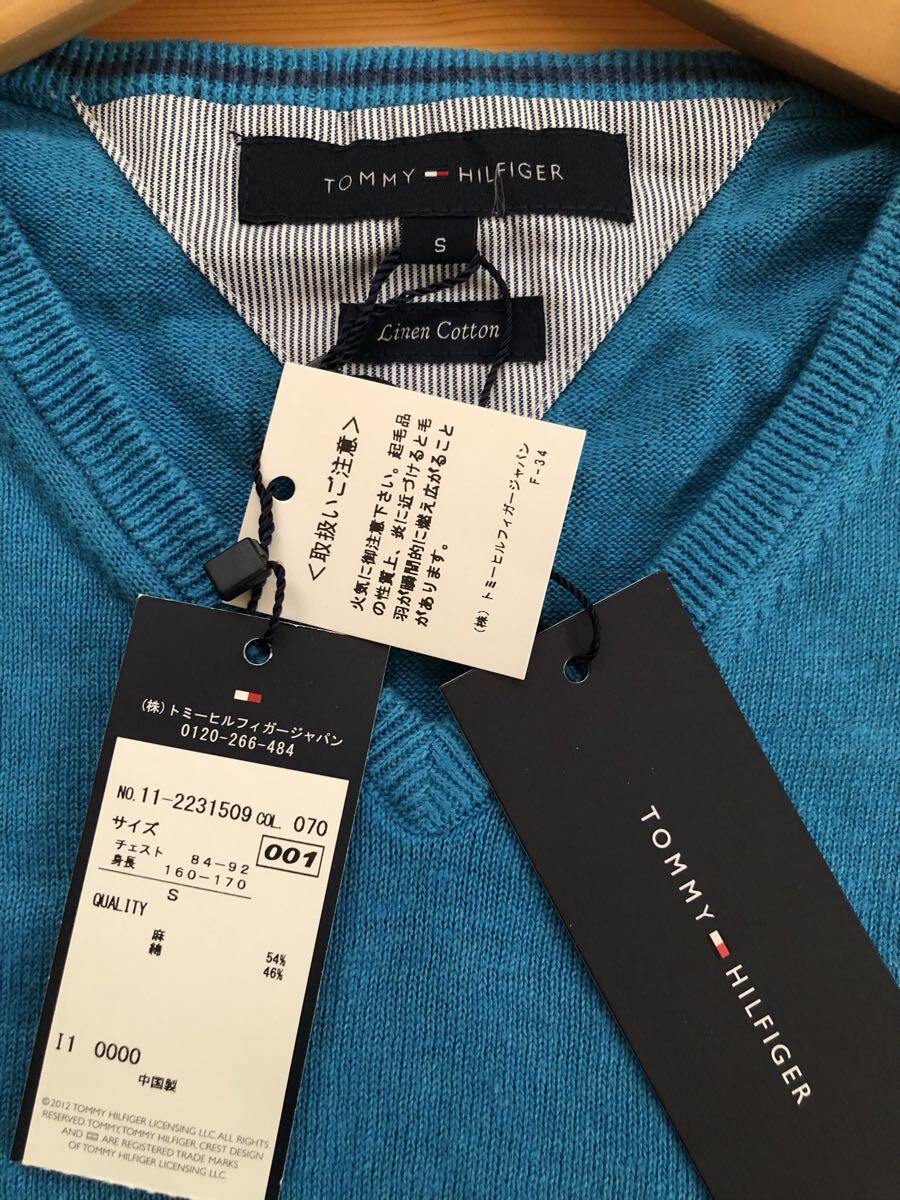 TOMMY HILFIGER
S
Linen Cotton
<取扱いご注意>
火気に御注意下さい。起毛品
の性質上、炎に近づけると毛
羽が瞬間的に燃え広がること
があります。
(株)トミーヒルフィガージャパン
F-34
(株)トミーヒルフィガージャパン
0120-266-484
NO. 11-2231509 COL. 070
サイズ
001
チェスト 84-92
身長 160-170
S
QUALITY
麻 54%
綿 46%
I1 0000
中国製
©2012 TOMMY HILFIGER LICENSING LLC. ALL RIGHTS
RESERVED. TOMMY, TOMMY HILFIGER, CREST DESIGN
AND ARE REGISTERED TRADE MARKS
OF TOMMY HILFIGER LICENSING LLC.
TOMMY HILFIGER